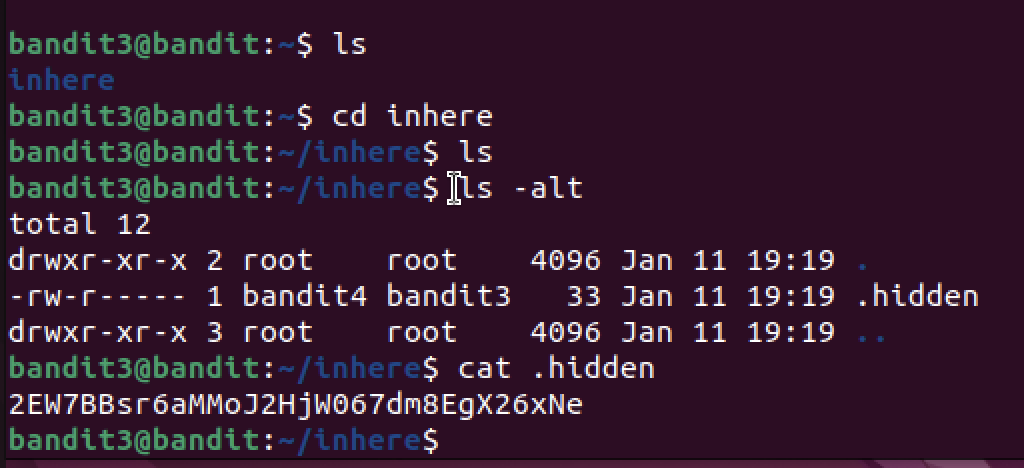 bandit3@bandit:~$ ls
inhere
bandit3@bandit:~$ cd inhere
bandit3@bandit:~/inhere$ ls
bandit3@bandit:~/inhere$ ls -alt
total 12
drwxr-xr-x 2 root    root    4096 Jan 11 19:19 .
-rw-r----- 1 bandit4 bandit3   33 Jan 11 19:19 .hidden
drwxr-xr-x 3 root    root    4096 Jan 11 19:19 ..
bandit3@bandit:~/inhere$ cat .hidden
2EW7BBsr6aMMoJ2HjW067dm8EgX26xNe
bandit3@bandit:~/inhere$